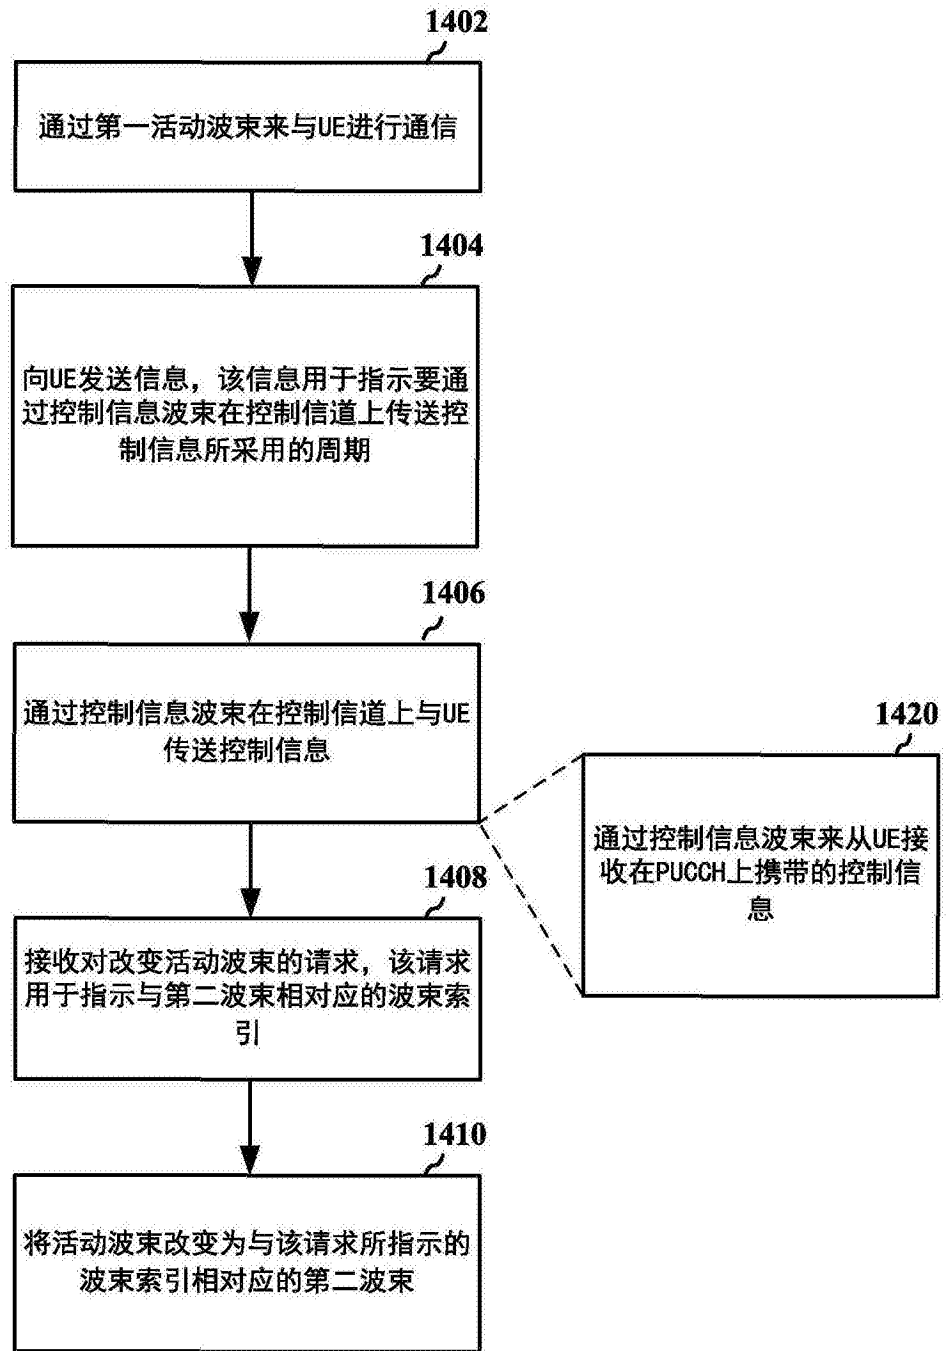 1402
通过第一活动波束来与UE进行通信
1404
向UE发送信息，该信息用于指示要通
过控制信息波束在控制信道上传送控
制信息所采用的周期
1406
通过控制信息波束在控制信道上与UE
传送控制信息
1420
通过控制信息波束来从UE接
收在PUCCH上携带的控制信
息
1408
接收对改变活动波束的请求，该请求
用于指示与第二波束相对应的波束索
引
1410
将活动波束改变为与该请求所指示的
波束索引相对应的第二波束